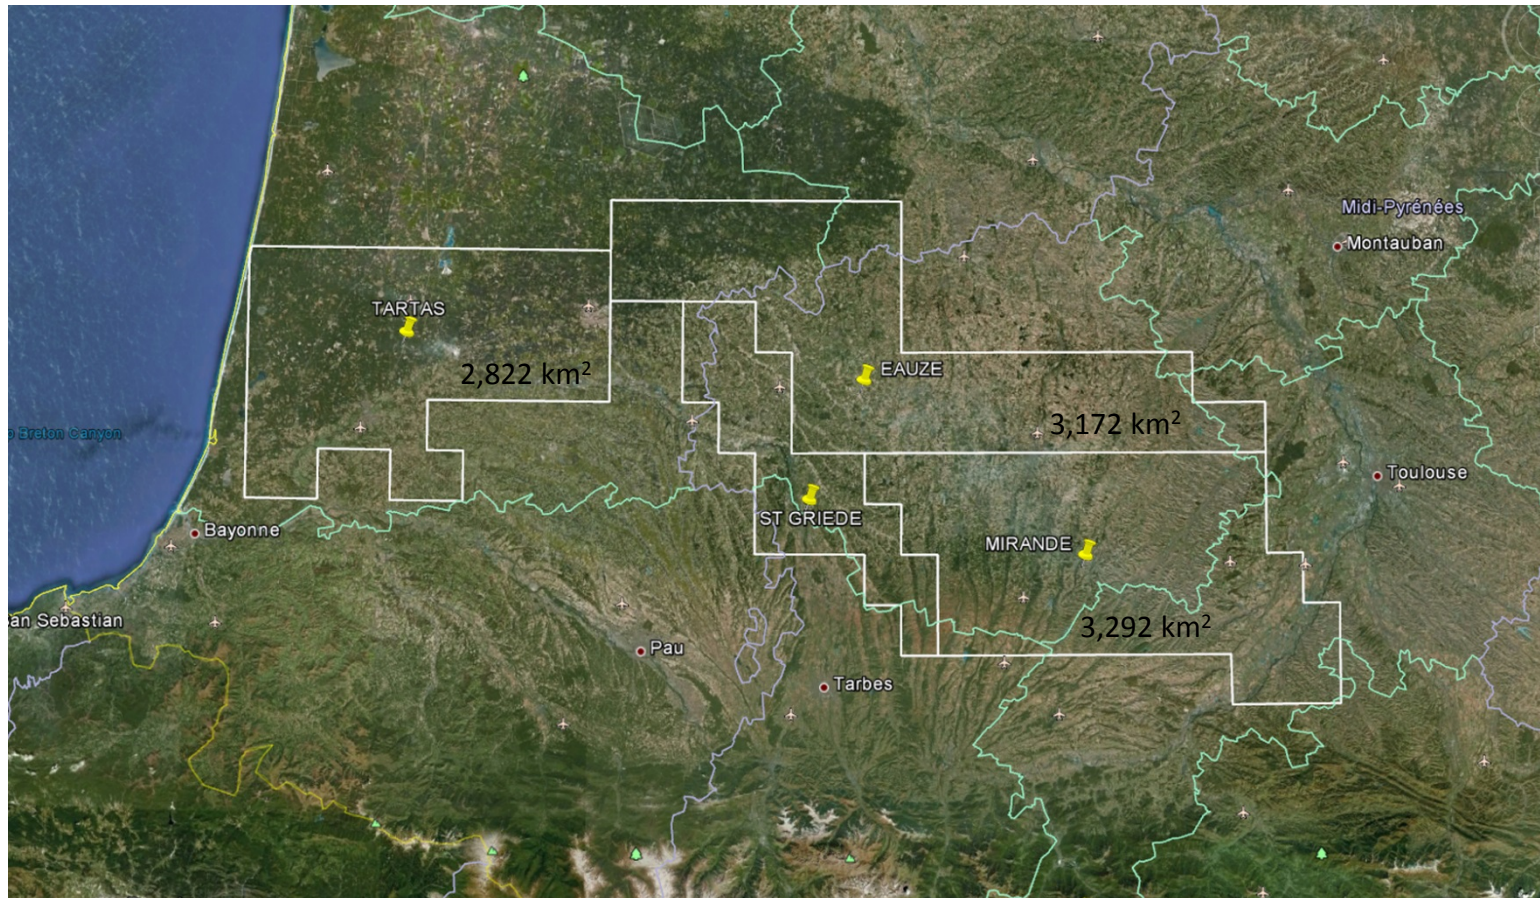 Midi-Pyrénées
Montauban
TARTAS
2,822 km²
EAUZE
3,172 km²
Breton Canyon
Toulouse
ST GRIEDE
Bayonne
MIRANDE
an Sebastian
3,292 km²
Pau
Tarbes